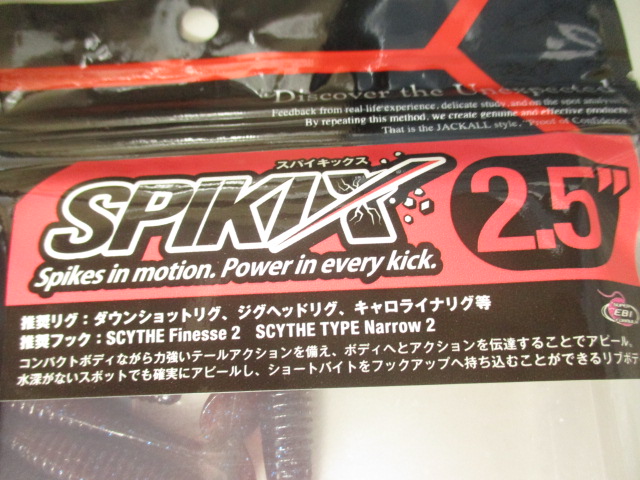 "Discover the Unexpected
Feedback from real-life experience, delicate study, and on the spot
By repeating this method, we create genuine and effective products
That is the JACKALL style. "Proof of Confidence
スパイキックス
SPIKIX
2.5"
Spikes in motion. Power in every kick.
推奨リグ：ダウンショットリグ、ジグヘッドリグ、キャロライナリグ等
推奨フック：SCYTHE Finesse 2 SCYTHE TYPE Narrow 2
EBI
コンパクトボディながら力強いテールアクションを備え、ボディへとアクションを伝達することでアピール。
水深がないスポットでも確実にアピールし、ショートバイトをフックアップへ持ち込むことができるリブボデ